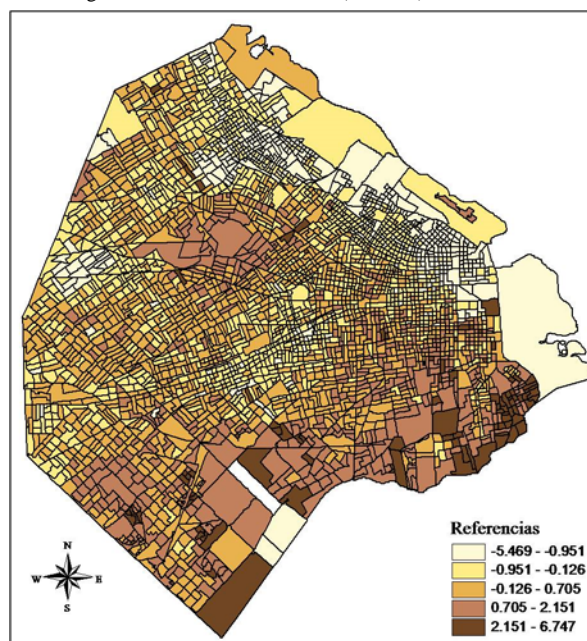 N
W E
S
Referencias
-5.469 - -0.951
-0.951 - -0.126
-0.126 - 0.705
0.705 - 2.151
2.151 - 6.747